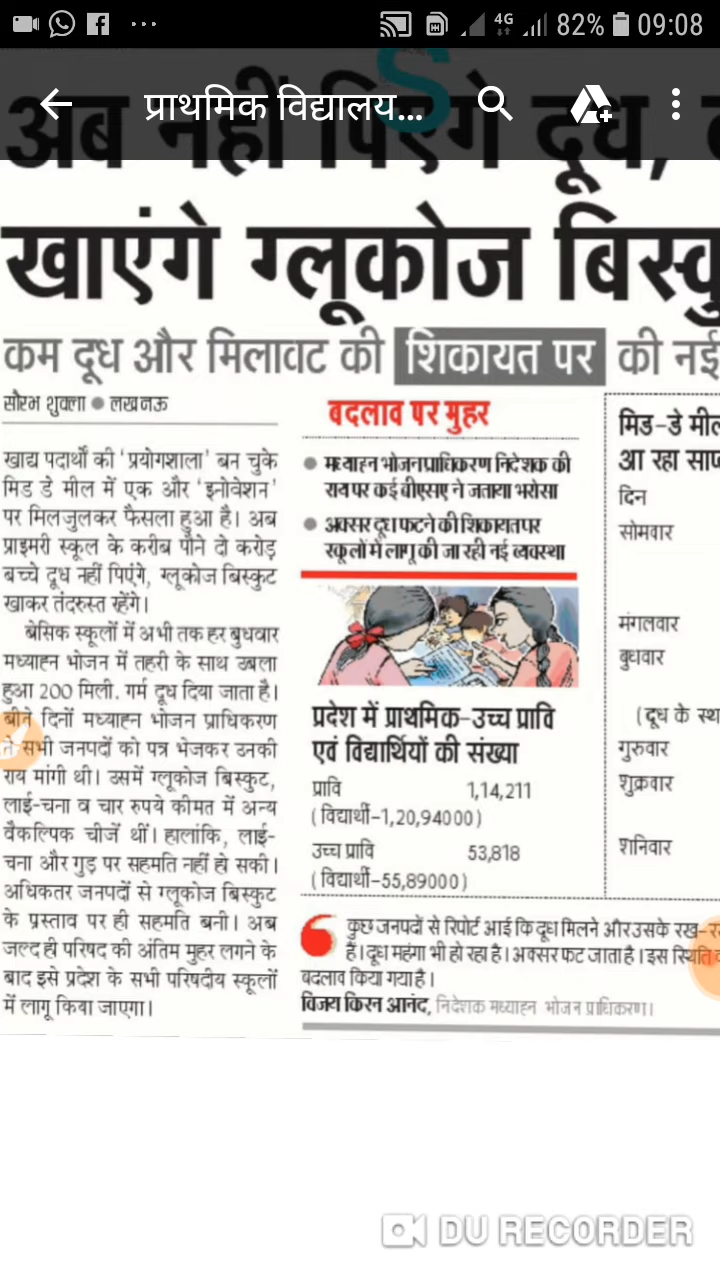 4G 82% 09:08
प्राथमिक विद्यालय...
अब नहीं पिएंगे दूध,
खाएंगे ग्लूकोज
कम दूध और मिलावट की शिकायत पर की नई
सौरभ शुक्ला ● लखनऊ
खाद्य पदार्थों की 'प्रयोगशाला' बन चुके
मिड डे मील में एक और 'इनोवेशन'
पर मिलजुलकर फैसला हुआ है। अब
प्राइमरी स्कूल के करीब पौने दो करोड़
बच्चे दूध नहीं पिएंगे, ग्लूकोज बिस्कुट
खाकर तंदरुस्त रहेंगे।
बेसिक स्कूलों में अभी तक हर बुधवार
मध्याह्न भोजन में तहरी के साथ उबला
हुआ 200 मिली. गर्म दूध दिया जाता है।
बीते दिनों मध्याह्न भोजन प्राधिकरण
ने सभी जनपदों को पत्र भेजकर उनकी
राय मांगी थी। उसमें ग्लूकोज बिस्कुट,
लाई-चना व चार रुपये कीमत में अन्य
वैकल्पिक चीजें थीं। हालांकि, लाई-
चना और गुड़ पर सहमति नहीं हो सकी।
अधिकतर जनपदों से ग्लूकोज बिस्कुट
के प्रस्ताव पर ही सहमति बनी। अब
जल्द ही परिषद की अंतिम मुहर लगने के
बाद इसे प्रदेश के सभी परिषदीय स्कूलों
में लागू किया जाएगा।
बदलाव पर मुहर
● मध्याह्न भोजन प्राधिकरण निदेशक की
राय पर कई बीएसए ने जताया भरोसा
● अक्सर दूध फटने की शिकायत पर
स्कूलों में लागू की जा रही नई व्यवस्था
प्रदेश में प्राथमिक-उच्च प्रावि
एवं विद्यार्थियों की संख्या
प्रावि 1,14,211
(विद्यार्थी-1,20,94000)
उच्च प्रावि 53,818
(विद्यार्थी-55,89000)
मिड-डे
आ रहा
दिन
सोमवार
मंगलवार
बुधवार
(दूध के
गुरुवार
शुक्रवार
शनिवार
कुछ जनपदों से रिपोर्ट आई कि दूध मिलने और उसके
है। दूध महंगा भी हो रहा है। अक्सर फट जाता है। इस
बदलाव किया गया है।
विजय किरन आनंद, निदेशक मध्याह्न भोजन प्राधिकरण।
DU RECORDER